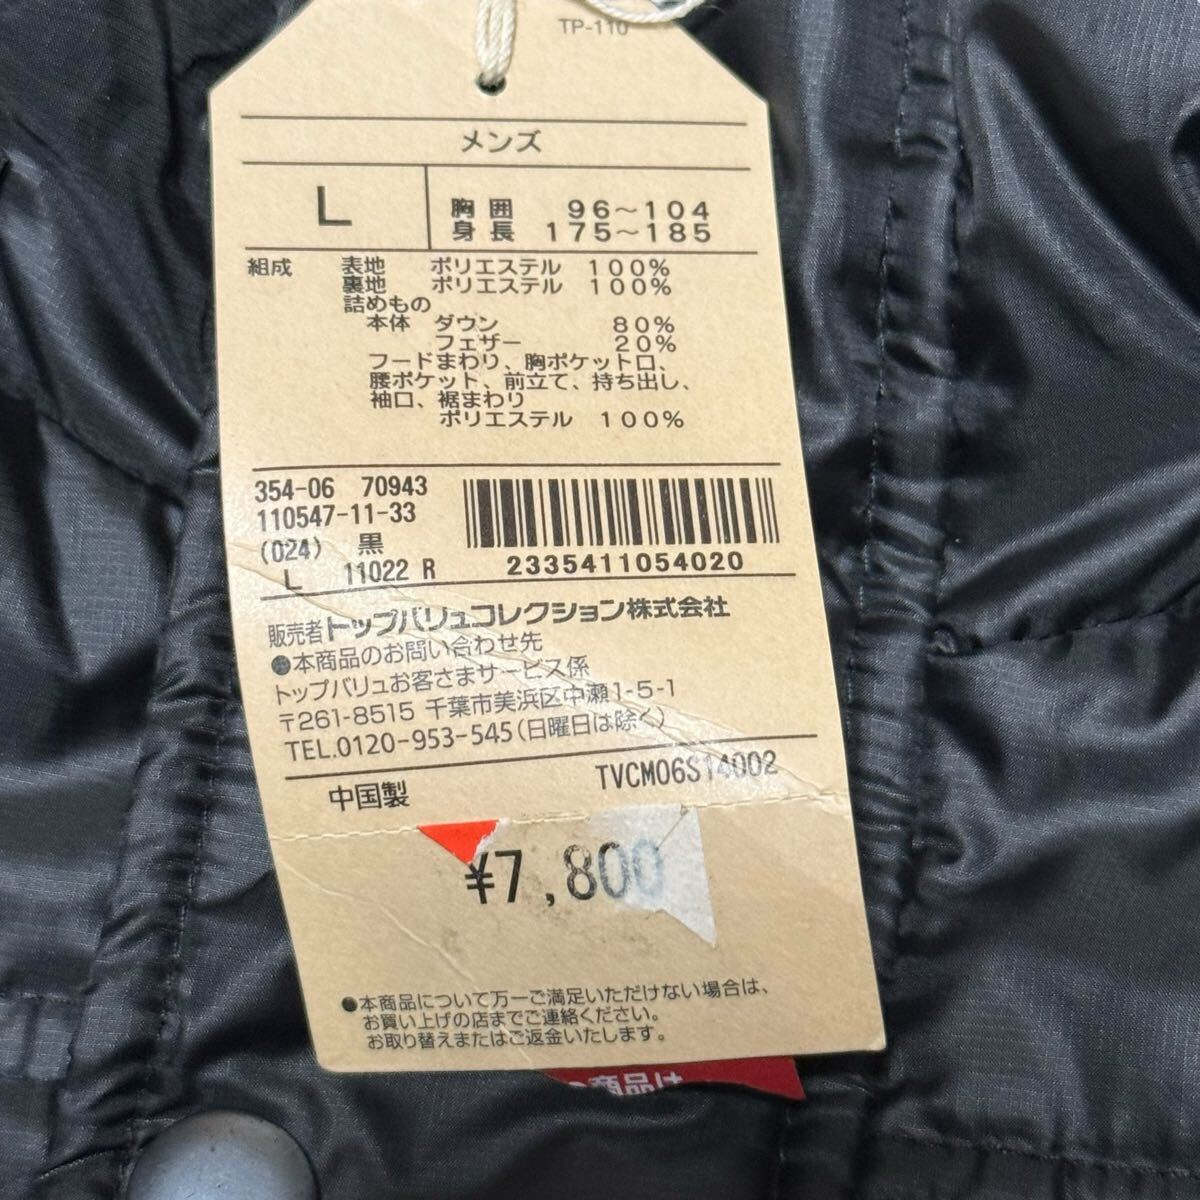 TP-110
メンズ
L
胸囲 96～104
身長 175～185
組成 表地 ポリエステル 100%
裏地 ポリエステル 100%
詰めもの
本体 ダウン 80%
フェザー 20%
フードまわり、胸ポケット口、
腰ポケット、前立て、持ち出し、
袖口、裾まわり
ポリエステル 100%
354-06 70943
110547-11-33
(024) 黒
L 11022 R
2335411054020
販売者トップバリュコレクション株式会社
●本商品のお問い合わせ先
トップバリュお客さまサービス係
〒261-8515 千葉市美浜区中瀬1-5-1
TEL.0120-953-545(日曜日は除く)
中国製 TVCM06S14002
¥7,800
●本商品について万一ご満足いただけない場合は、
お買い上げの店までご連絡ください。
お取り替えまたはご返金いたします。
商品は